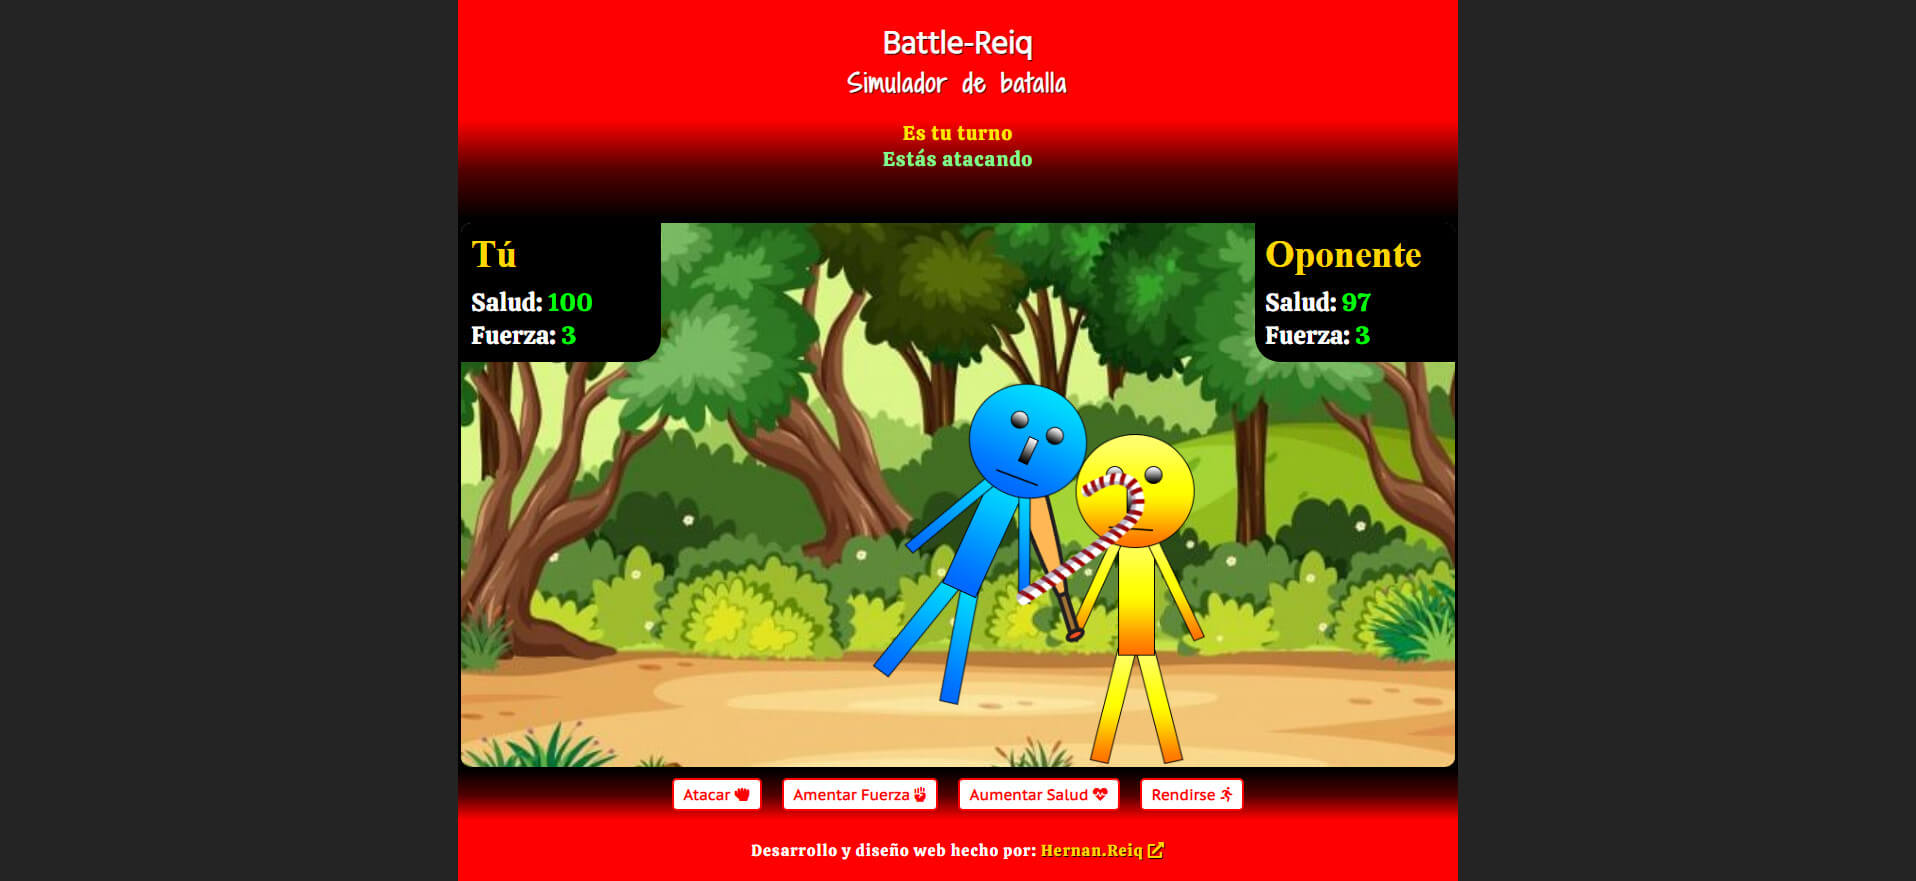 Battle-Reiq
Simulador de batalla
Es tu turno
Estás atacando
Tú
Salud: 100
Fuerza: 3
Oponente
Salud: 97
Fuerza: 3
Atacar
Amentar Fuerza
Aumentar Salud
Rendirse
Desarrollo y diseño web hecho por: Hernan.Reiq